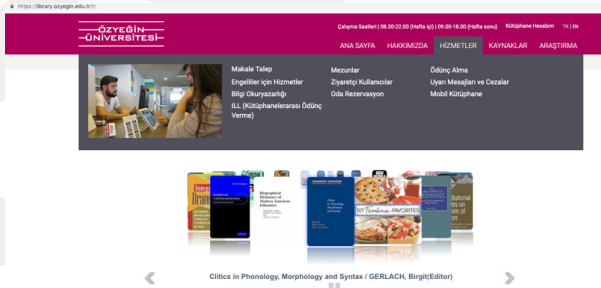 https://library.ozyegin.edu.tr/tr
ÖZYEĞİN
ÜNİVERSİTESİ
Çalışma Saatleri | 08.30-22.00 (Hafta içi) | 09.00-18.00 (Hafta sonu) Kütüphane Hesabım TR | EN
ANA SAYFA HAKKIMIZDA HİZMETLER KAYNAKLAR ARAŞTIRMA
Makale Talep Mezunlar Ödünç Alma
Engelliler için Hizmetler Ziyaretçi Kullanıcılar Uyarı Mesajları ve Cezalar
Bilgi Okuryazarlığı Oda Rezervasyon Mobil Kütüphane
ILL (Kütüphanelerarası Ödünç
Verme)
Biographical
Dictionary of
Modern American
Educators
Clitics
in Phonology,
Morphology
and Syntax
101 FAVORITES
Clitics in Phonology, Morphology and Syntax / GERLACH, Birgit(Editor)